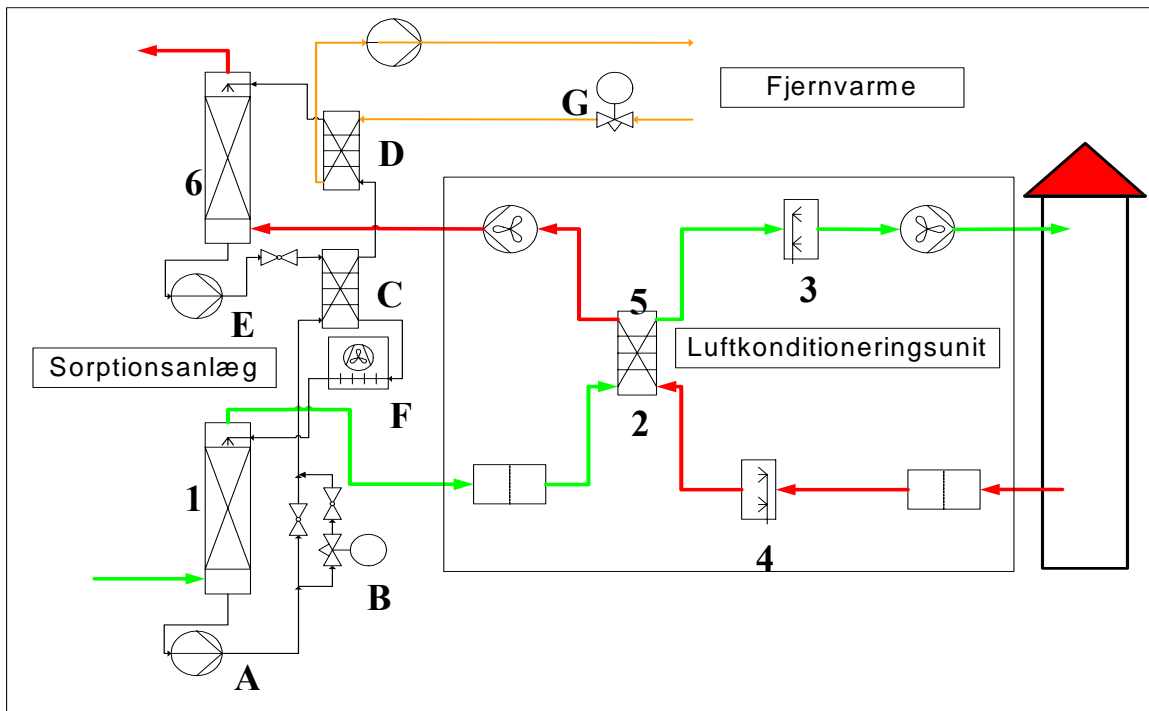 Fjernvarme
G
D
6
3
5
C
E
Luftkonditioneringsunit
Sorptionsanlæg
F
2
1
4
B
A